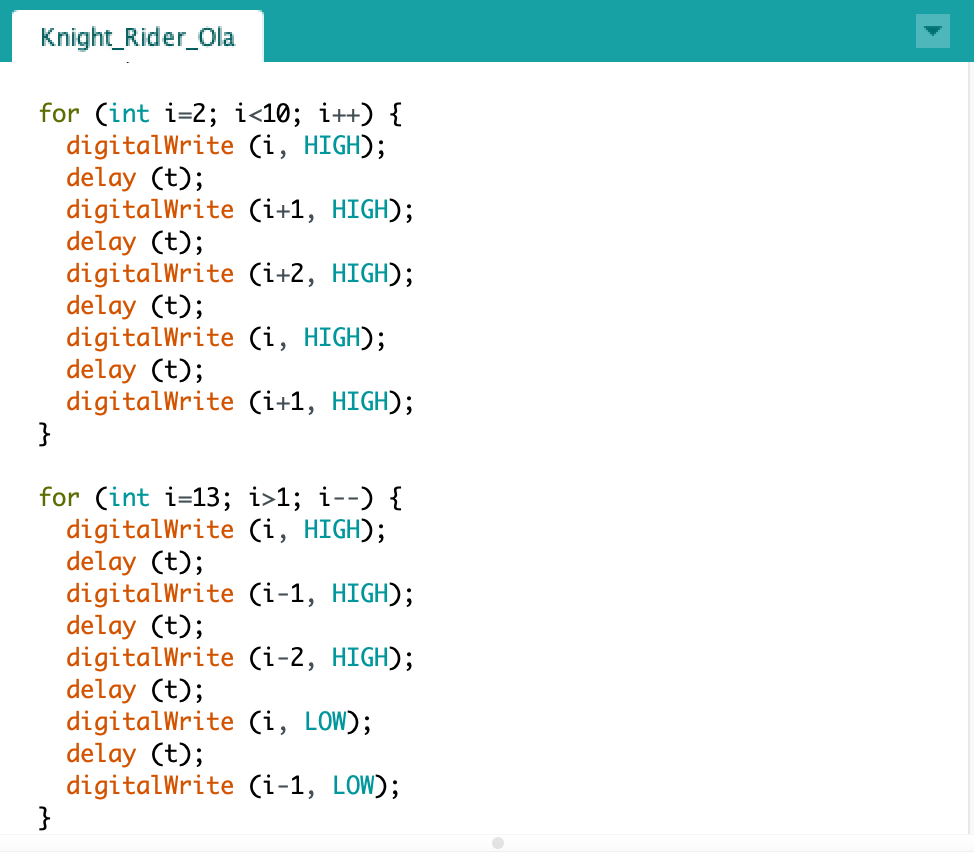 Knight_Rider_Ola
for (int i=2; i<10; i++) {
  digitalWrite (i, HIGH);
  delay (t);
  digitalWrite (i+1, HIGH);
  delay (t);
  digitalWrite (i+2, HIGH);
  delay (t);
  digitalWrite (i, HIGH);
  delay (t);
  digitalWrite (i+1, HIGH);
}
for (int i=13; i>1; i--) {
  digitalWrite (i, HIGH);
  delay (t);
  digitalWrite (i-1, HIGH);
  delay (t);
  digitalWrite (i-2, HIGH);
  delay (t);
  digitalWrite (i, LOW);
  delay (t);
  digitalWrite (i-1, LOW);
}